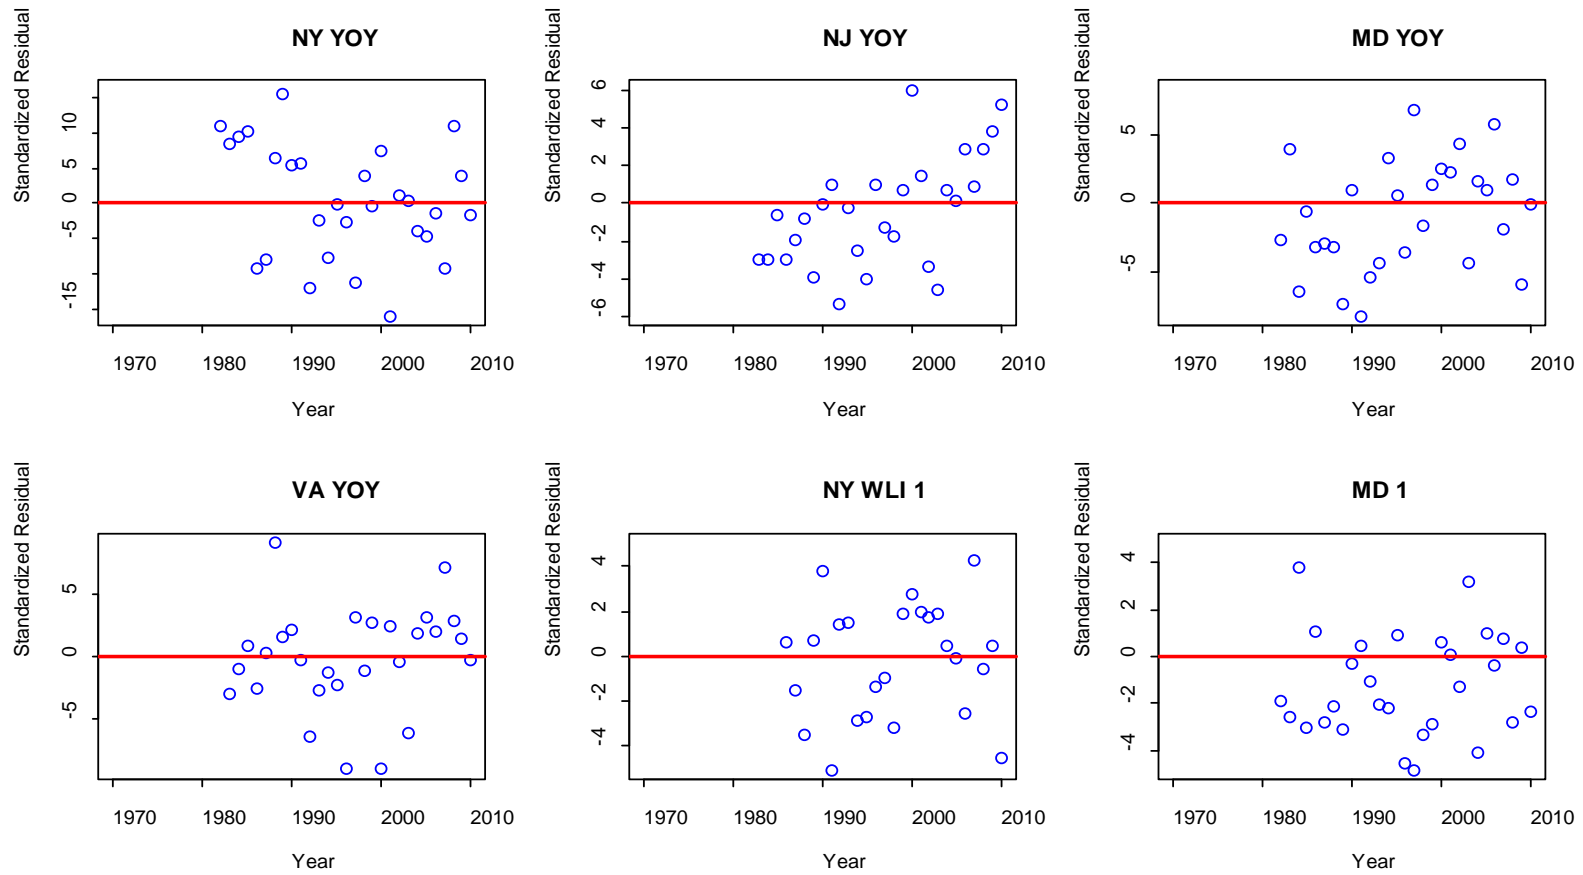 NY YOY
Standardized Residual
10
5
0
-5
-15
1970 1980 1990 2000 2010
Year
NJ YOY
Standardized Residual
6
4
2
0
-2
-4
-6
1970 1980 1990 2000 2010
Year
MD YOY
Standardized Residual
5
0
-5
1970 1980 1990 2000 2010
Year
VA YOY
Standardized Residual
5
0
-5
1970 1980 1990 2000 2010
Year
NY WLI 1
Standardized Residual
4
2
0
-2
-4
1970 1980 1990 2000 2010
Year
MD 1
Standardized Residual
4
2
0
-2
-4
1970 1980 1990 2000 2010
Year